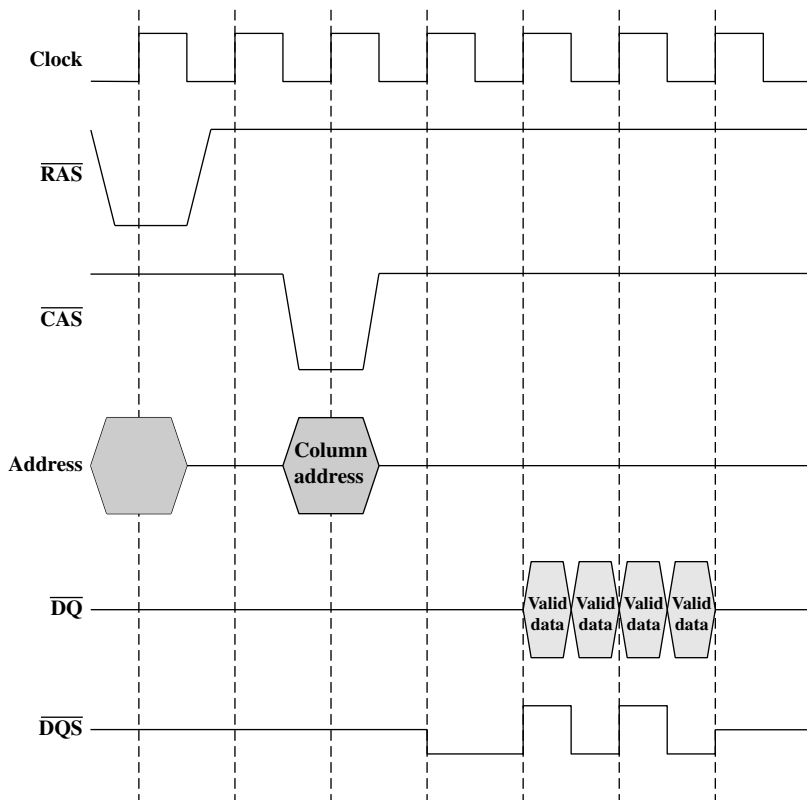 Clock
RAS
CAS
Address
Column
address
DQ
Valid Valid Valid Valid
data data data data
DQS